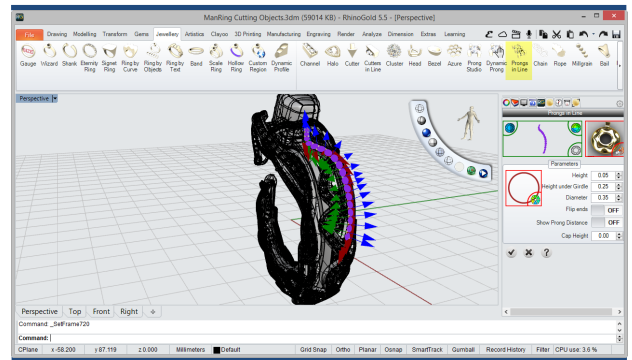 ManRing Cutting Objects.3dm (59014 KB) - RhinoGold 5.5 - [Perspective]
File Drawing Modelling Transform Gems Jewellery Artistics Clayoo 3D Printing Manufacturing Engraving Render Analyze Dimension Extras Learning
Gauge Wizard Shank Eternity Ring Signet Ring Ring by Curve Ring by Objects Ring by Text Band Scale Ring Hollow Ring Custom Region Dynamic Profile Channel Halo Cutter Cutters in Line Cluster Head Bezel Azure Prong Studio Dynamic Prong Prongs in Line Chain Rope Millgrain Bail
Perspective
Prongs in Line
Parameters
Height 0.05
Height under Girdle 0.25
Diameter 0.35
Flip ends OFF
Show Prong Distance OFF
Cap Height 0.00
Perspective Top Front Right
Command: _SetFrame720
Command:
CPlane x -58.200 y 87.119 z 0.000 Millimeters Default Grid Snap Ortho Planar Osnap SmartTrack Gumball Record History Filter CPU use: 3.6 %